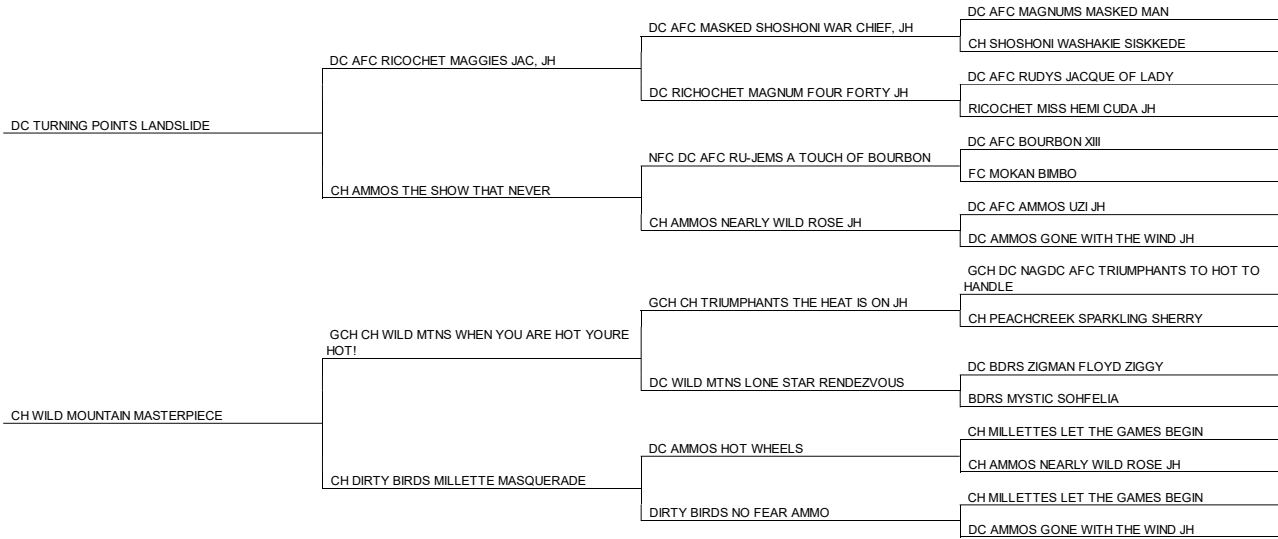 DC AFC MAGNUMS MASKED MAN
DC AFC MASKED SHOSHONI WAR CHIEF, JH
CH SHOSHONI WASHAKIE SISKKEDE
DC AFC RICOCHET MAGGIES JAC, JH
DC AFC RUDYS JACQUE OF LADY
DC RICHOCHET MAGNUM FOUR FORTY JH
RICOCHET MISS HEMI CUDA JH
DC TURNING POINTS LANDSLIDE
DC AFC BOURBON XIII
NFC DC AFC RU-JEMS A TOUCH OF BOURBON
FC MOKAN BIMBO
CH AMMOS THE SHOW THAT NEVER
DC AFC AMMOS UZI JH
CH AMMOS NEARLY WILD ROSE JH
DC AMMOS GONE WITH THE WIND JH
GCH DC NAGDC AFC TRIUMPHANTS TO HOT TO
HANDLE
GCH CH TRIUMPHANTS THE HEAT IS ON JH
CH PEACHCREEK SPARKLING SHERRY
GCH CH WILD MTNS WHEN YOU ARE HOT YOURE
HOT!
DC BDRS ZIGMAN FLOYD ZIGGY
DC WILD MTNS LONE STAR RENDEZVOUS
BDRS MYSTIC SOHFELIA
CH WILD MOUNTAIN MASTERPIECE
CH MILLETTES LET THE GAMES BEGIN
DC AMMOS HOT WHEELS
CH AMMOS NEARLY WILD ROSE JH
CH DIRTY BIRDS MILLETTE MASQUERADE
CH MILLETTES LET THE GAMES BEGIN
DIRTY BIRDS NO FEAR AMMO
DC AMMOS GONE WITH THE WIND JH